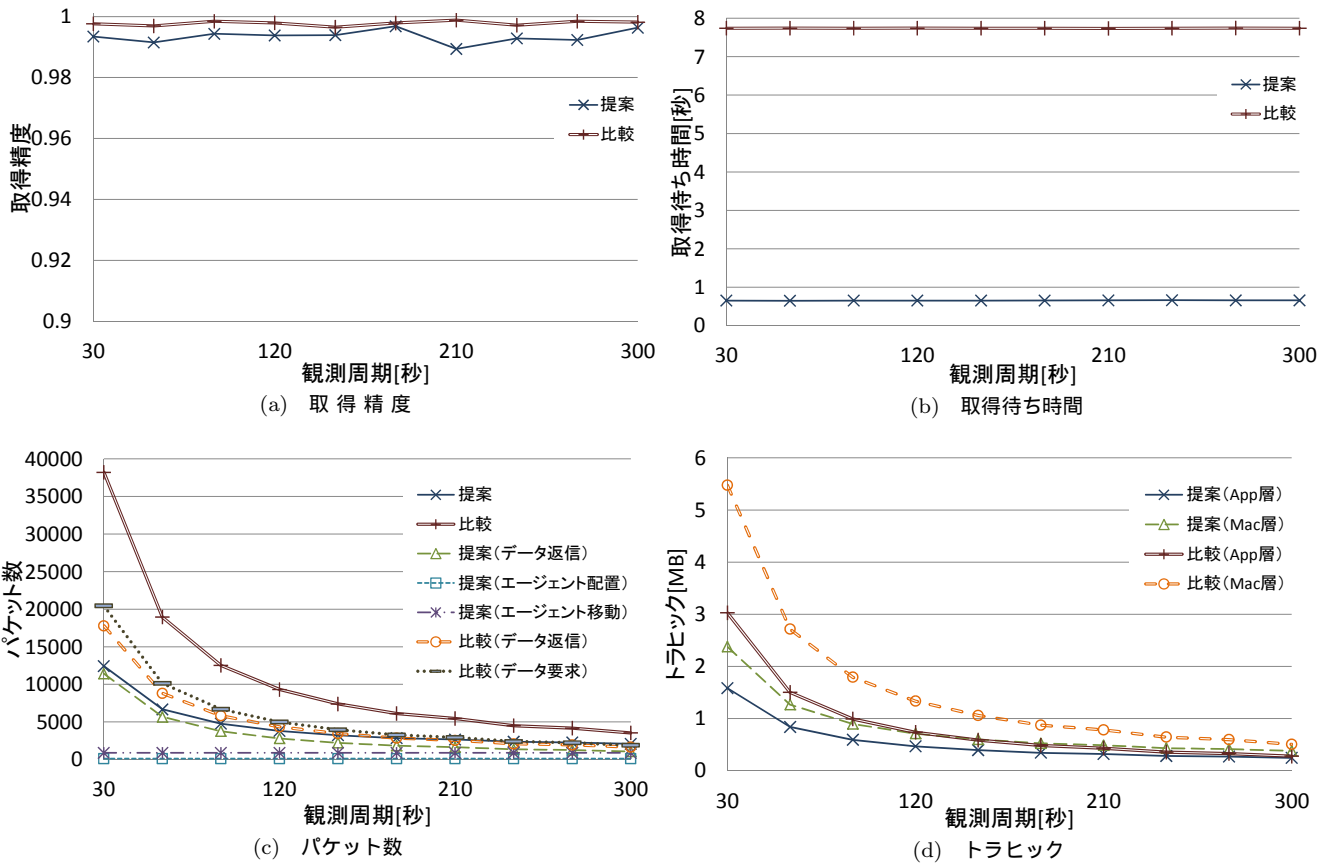 1
0.98
0.96
0.94
0.92
0.9
取得精度
30
120
210
300
観測周期[秒]
提案
比較
(a) 取 得 精 度
8
7
6
5
4
3
2
1
0
取得待ち時間[秒]
30
120
210
300
観測周期[秒]
提案
比較
(b) 取得待ち時間
40000
35000
30000
25000
20000
15000
10000
5000
0
パケット数
30
120
210
300
観測周期[秒]
提案
比較
提案(データ返信)
提案(エージェント配置)
提案(エージェント移動)
比較(データ返信)
比較(データ要求)
(c) パケット数
6
5
4
3
2
1
0
トラヒック[MB]
30
120
210
300
観測周期[秒]
提案(App層)
提案(Mac層)
比較(App層)
比較(Mac層)
(d) トラヒック